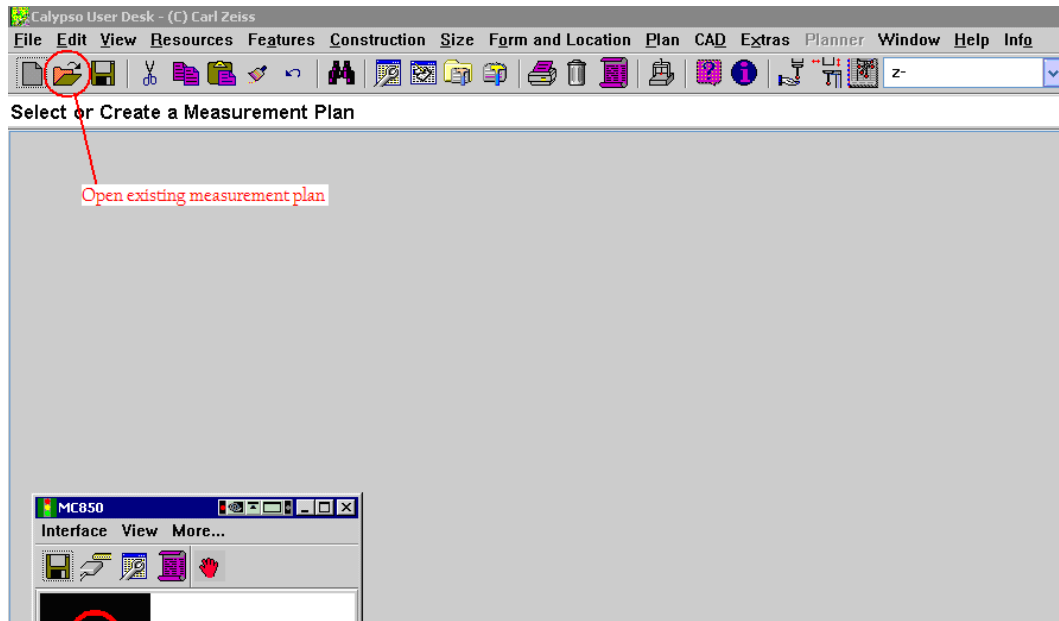 Calypso User Desk - (C) Carl Zeiss
File Edit View Resources Features Construction Size Form and Location Plan CAD Extras Planner Window Help Info
z-
Select or Create a Measurement Plan
Open existing measurement plan
MC850
Interface View More...